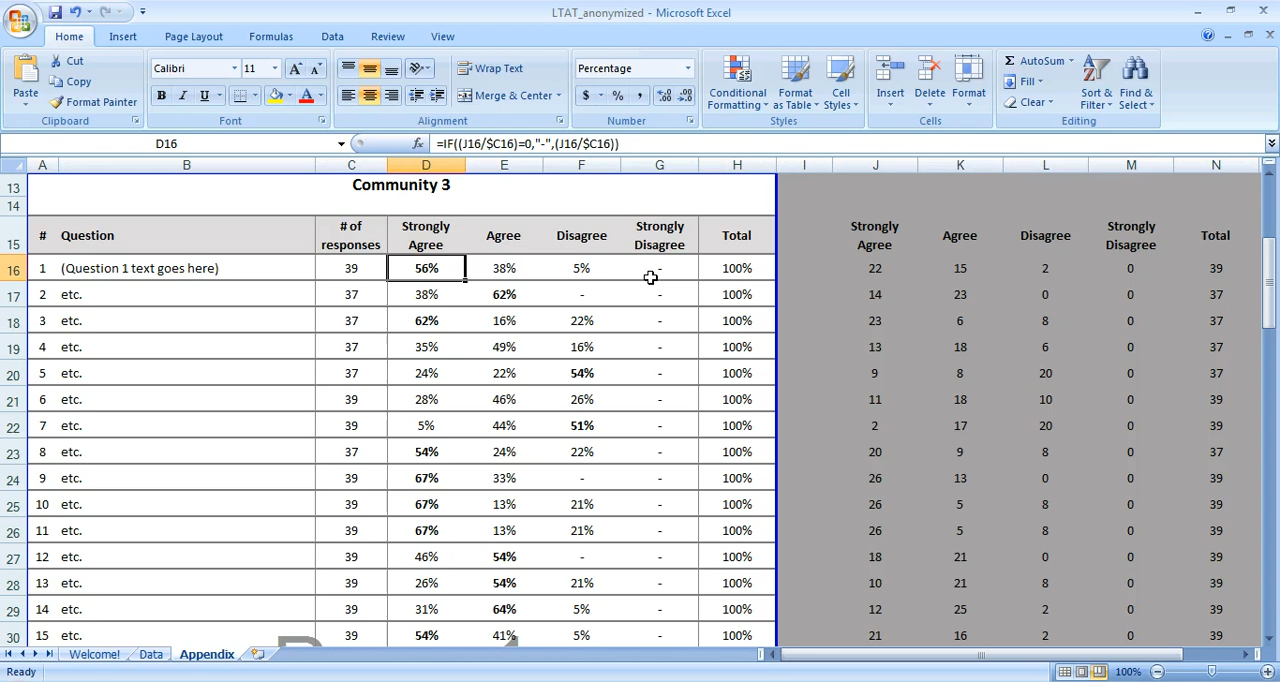 LTAT_anonymized - Microsoft Excel
Home Insert Page Layout Formulas Data Review View
Paste
Cut
Copy
Format Painter
Clipboard
Calibri 11
B I U
Font
Wrap Text
Merge & Center
Alignment
Percentage
$ % ,
Number
Conditional Formatting
Format as Table
Cell Styles
Styles
Insert Delete Format
Cells
Σ AutoSum
Fill
Clear
Sort & Filter
Find & Select
Editing
D16 fx =IF((J16/$C16)=0,"-",(J16/$C16))
A B C D E F G H I J K L M N
13 Community 3
14
15 # Question # of responses Strongly Agree Agree Disagree Strongly Disagree Total Strongly Agree Agree Disagree Strongly Disagree Total
16 1 (Question 1 text goes here) 39 56% 38% 5% - 100% 22 15 2 0 39
17 2 etc. 37 38% 62% - - 100% 14 23 0 0 37
18 3 etc. 37 62% 16% 22% - 100% 23 6 8 0 37
19 4 etc. 37 35% 49% 16% - 100% 13 18 6 0 37
20 5 etc. 37 24% 22% 54% - 100% 9 8 20 0 37
21 6 etc. 39 28% 46% 26% - 100% 11 18 10 0 39
22 7 etc. 39 5% 44% 51% - 100% 2 17 20 0 39
23 8 etc. 37 54% 24% 22% - 100% 20 9 8 0 37
24 9 etc. 39 67% 33% - - 100% 26 13 0 0 39
25 10 etc. 39 67% 13% 21% - 100% 26 5 8 0 39
26 11 etc. 39 67% 13% 21% - 100% 26 5 8 0 39
27 12 etc. 39 46% 54% - - 100% 18 21 0 0 39
28 13 etc. 39 26% 54% 21% - 100% 10 21 8 0 39
29 14 etc. 39 31% 64% 5% - 100% 12 25 2 0 39
30 15 etc. 39 54% 41% 5% - 100% 21 16 2 0 39
Welcome! Data Appendix
Ready 100%